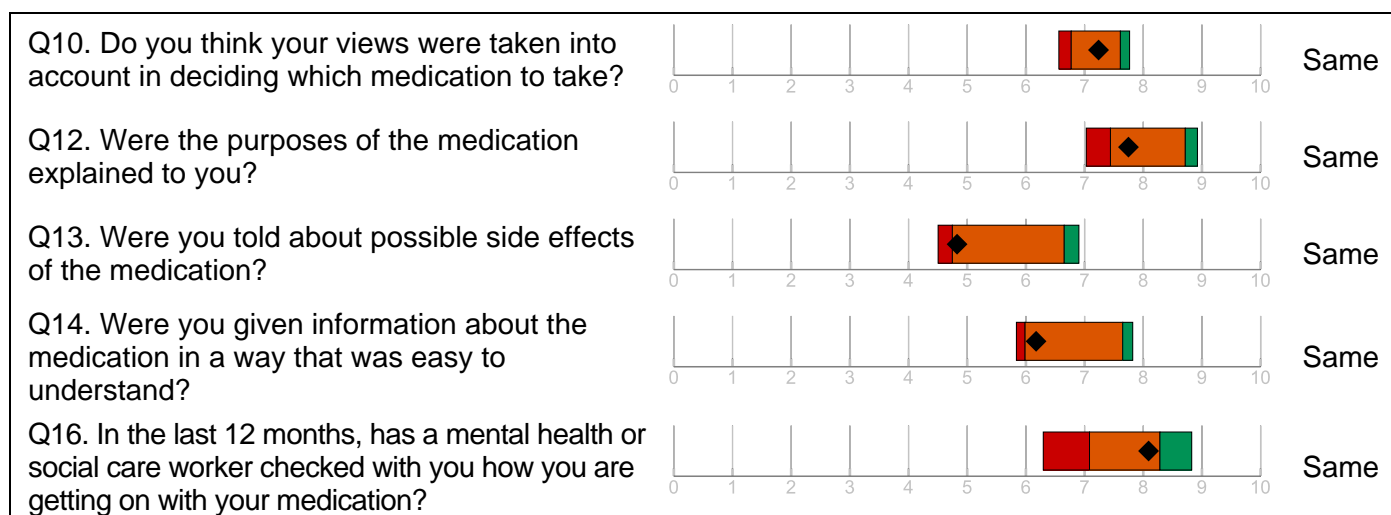 Q10. Do you think your views were taken into
account in deciding which medication to take?
0 1 2 3 4 5 6 7 8 9 10
Same
Q12. Were the purposes of the medication
explained to you?
0 1 2 3 4 5 6 7 8 9 10
Same
Q13. Were you told about possible side effects
of the medication?
0 1 2 3 4 5 6 7 8 9 10
Same
Q14. Were you given information about the
medication in a way that was easy to
understand?
0 1 2 3 4 5 6 7 8 9 10
Same
Q16. In the last 12 months, has a mental health or
social care worker checked with you how you are
getting on with your medication?
0 1 2 3 4 5 6 7 8 9 10
Same